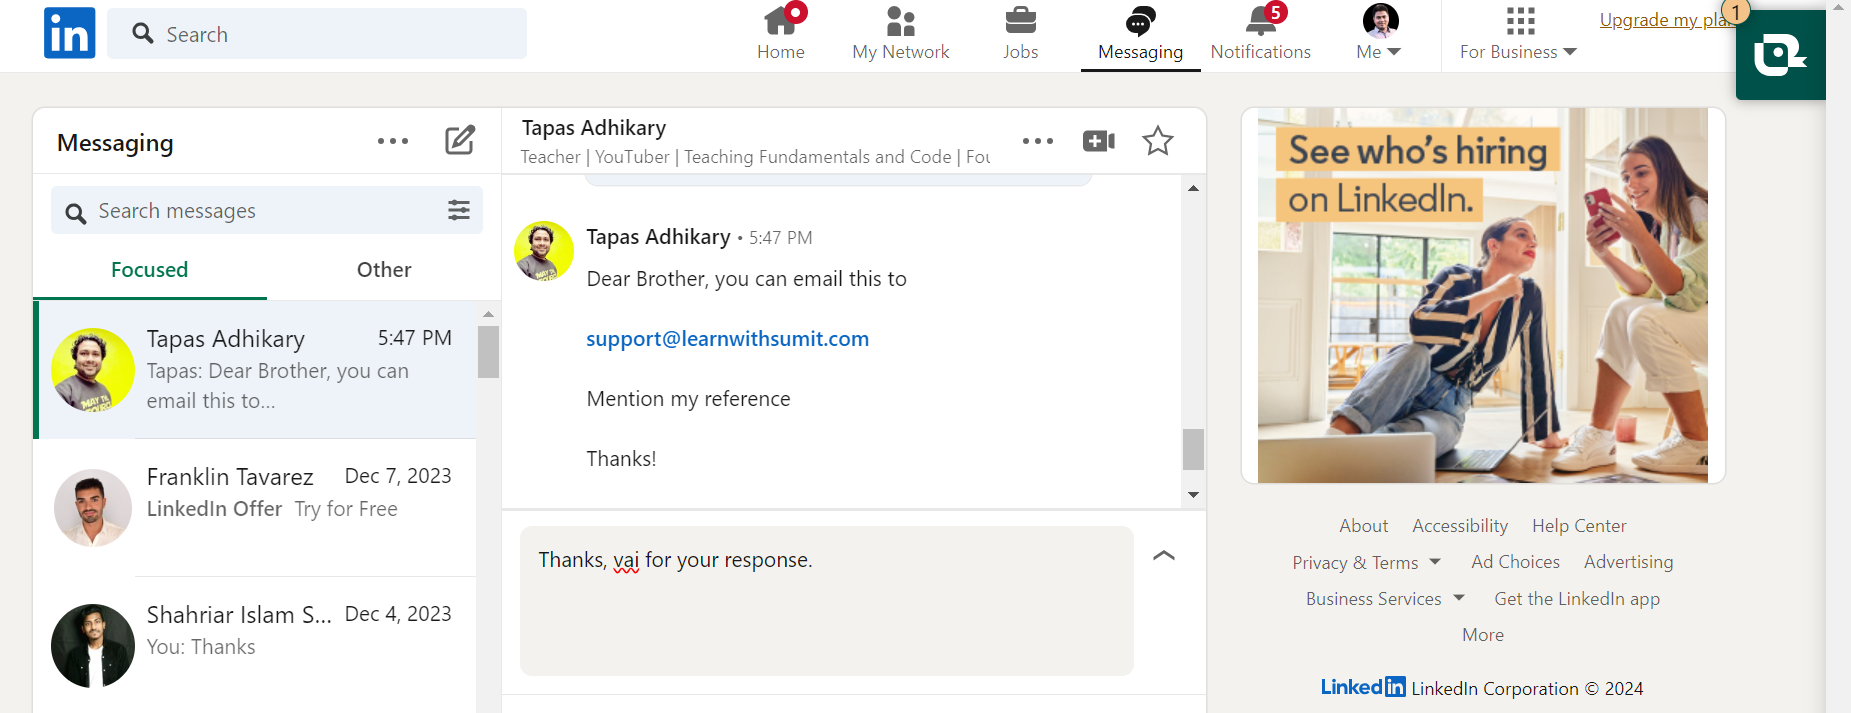 in
Search
Home
My Network
Jobs
Messaging
5
Notifications
Me
For Business
Upgrade my
1
Messaging
Search messages
Focused
Other
Tapas Adhikary 5:47 PM
Tapas: Dear Brother, you can
email this to...
Franklin Tavarez Dec 7, 2023
LinkedIn Offer Try for Free
Shahriar Islam S... Dec 4, 2023
You: Thanks
Tapas Adhikary
Teacher | YouTuber | Teaching Fundamentals and Code |
Tapas Adhikary • 5:47 PM
Dear Brother, you can email this to
support@learnwithsumit.com
Mention my reference
Thanks!
Thanks, vai for your response.
See who's hiring
on LinkedIn.
About Accessibility Help Center
Privacy & Terms Ad Choices Advertising
Business Services Get the LinkedIn app
More
LinkedIn LinkedIn Corporation © 2024